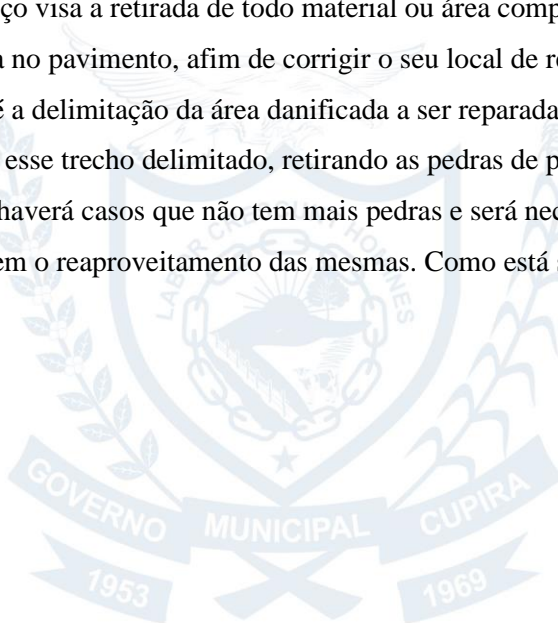 ço visa a retirada de todo material ou área comp
a no pavimento, afim de corrigir o seu local de r
é a delimitação da área danificada a ser reparada
esse trecho delimitado, retirando as pedras de p
haverá casos que não tem mais pedras e será nec
em o reaproveitamento das mesmas. Como está s
LABOR CREAT HOMINES
GOVERNO MUNICIPAL CUPIRA
1953 1969